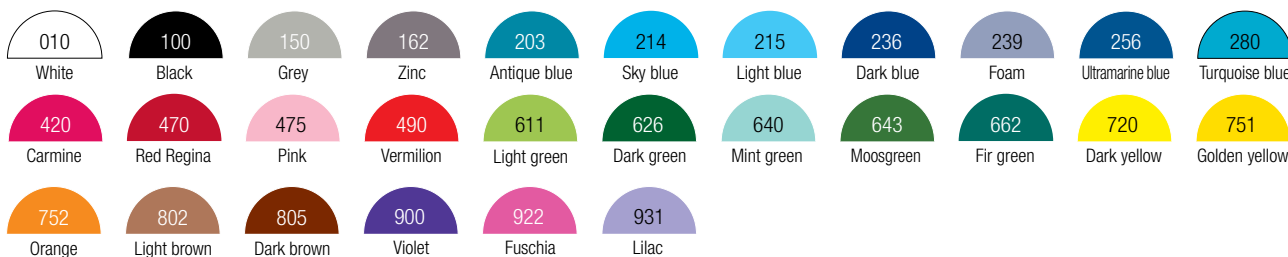 010 100 150 162 203 214 215 236 239 256 280
White Black Grey Zinc Antique blue Sky blue Light blue Dark blue Foam Ultramarine blue Turquoise blue
420 470 475 490 611 626 640 643 662 720 751
Carmine Red Regina Pink Vermilion Light green Dark green Mint green Moosgreen Fir green Dark yellow Golden yellow
752 802 805 900 922 931
Orange Light brown Dark brown Violet Fuschia Lilac